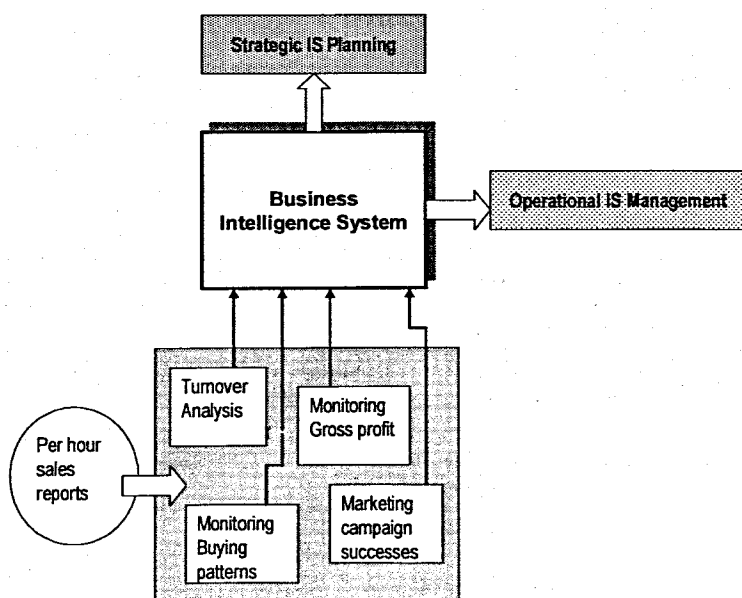 Strategic IS Planning
Business
Intelligence System
Operational IS Management
Turnover
Analysis
Monitoring
Gross profit
Per hour
sales
reports
Monitoring
Buying
patterns
Marketing
campaign
successes